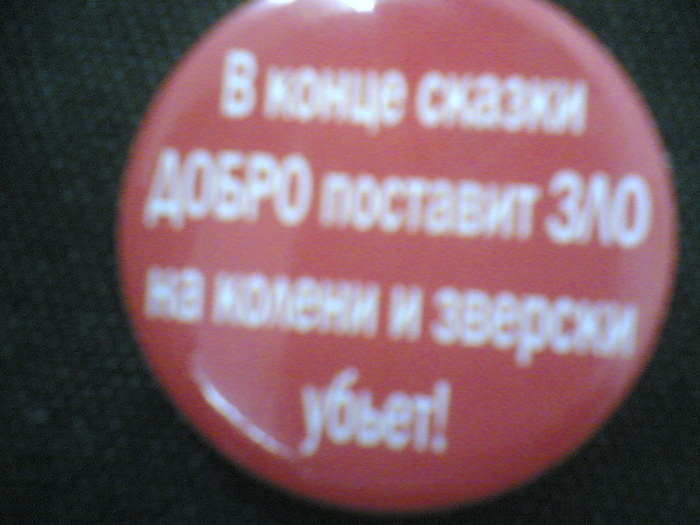 В конце сказки
ДОБРО поставит ЗЛО
на колени и зверски
убьет!